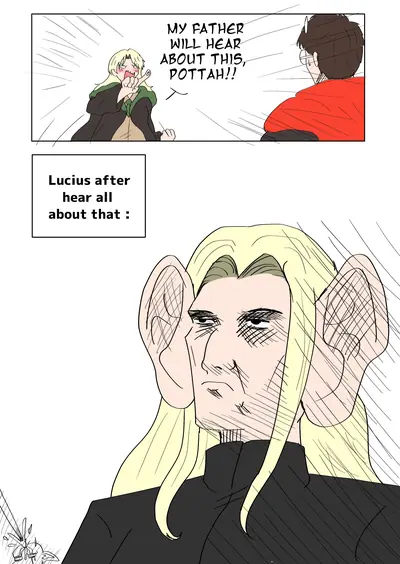 MY FATHER
WILL HEAR
ABOUT THIS,
POTTAH!!
Lucius after
hear all
about that :